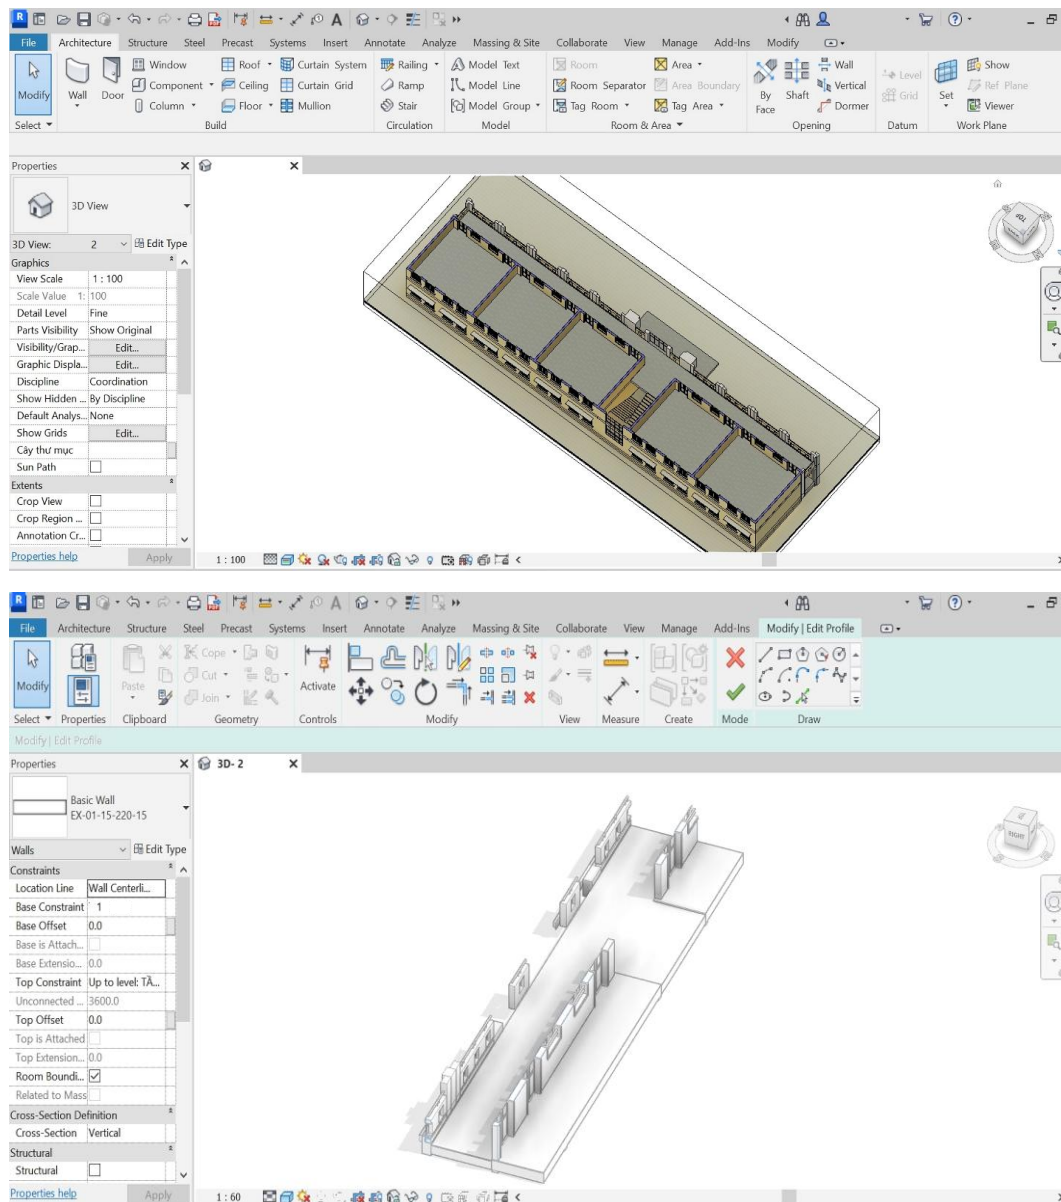 File Architecture Structure Steel Precast Systems Insert Annotate Analyze Massing & Site Collaborate View Manage Add-Ins Modify
Modify
Wall
Door
Window
Component
Column
Roof
Ceiling
Floor
Curtain System
Curtain Grid
Mullion
Railing
Ramp
Stair
Model Text
Model Line
Model Group
Room
Room Separator
Tag Room
Area
Area Boundary
Tag Area
By Face
Shaft
Wall
Vertical
Dormer
Level
Grid
Set
Show
Ref Plane
Viewer
Select Build Circulation Model Room & Area Opening Datum Work Plane
Properties
3D View
3D View: 2 Edit Type
Graphics
View Scale 1 : 100
Scale Value 1: 100
Detail Level Fine
Parts Visibility Show Original
Visibility/Grap... Edit...
Graphic Displa... Edit...
Discipline Coordination
Show Hidden ... By Discipline
Default Analys... None
Show Grids Edit...
Cây thư mục
Sun Path
Extents
Crop View
Crop Region ...
Annotation Cr...
Properties help Apply 1 : 100
TOP
File Architecture Structure Steel Precast Systems Insert Annotate Analyze Massing & Site Collaborate View Manage Add-Ins Modify | Edit Profile
Modify
Paste
Cope
Cut
Join
Activate
Select Properties Clipboard Geometry Controls Modify View Measure Create Mode Draw
Modify | Edit Profile
Properties 3D- 2
Basic Wall
EX-01-15-220-15
Walls Edit Type
Constraints
Location Line Wall Centerli...
Base Constraint 1
Base Offset 0.0
Base is Attach...
Base Extensio... 0.0
Top Constraint Up to level: TÃ...
Unconnected ... 3600.0
Top Offset 0.0
Top is Attached
Top Extension... 0.0
Room Boundi...
Related to Mass
Cross-Section Definition
Cross-Section Vertical
Structural
Structural
Properties help Apply 1 : 60
RIGHT